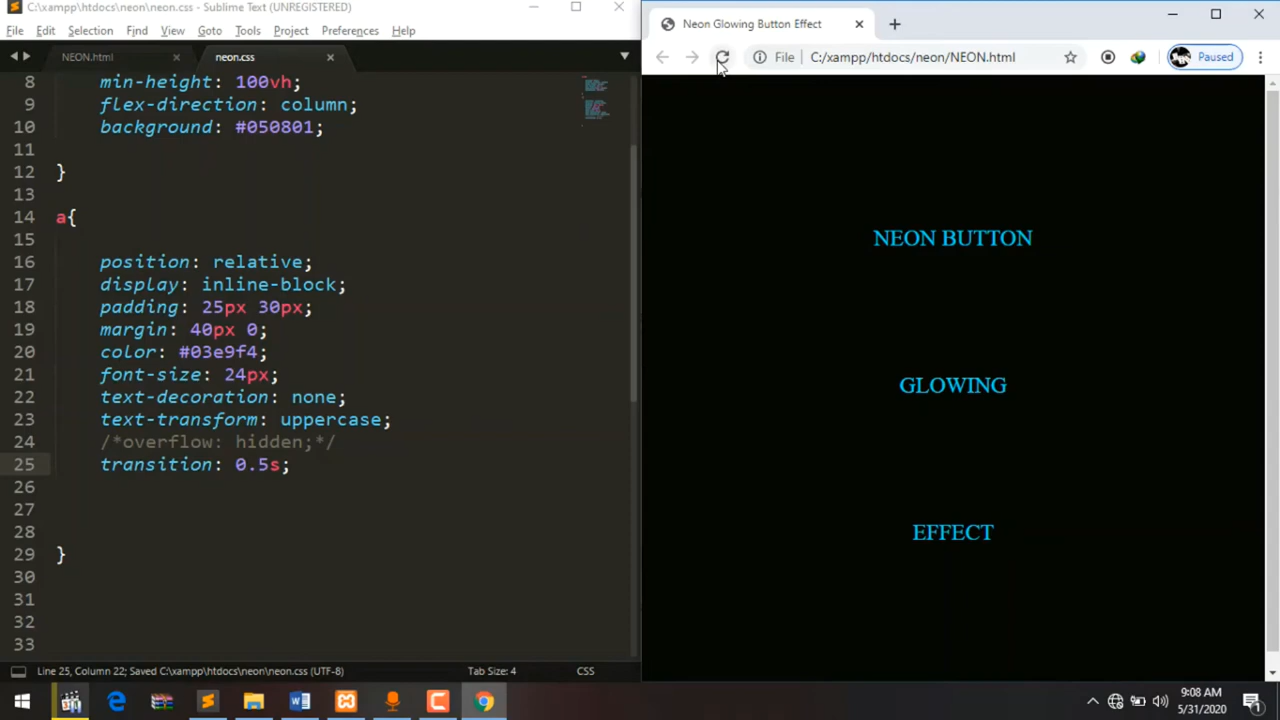 C:\xampp\htdocs\neon\neon.css - Sublime Text (UNREGISTERED)
File Edit Selection Find View Goto Tools Project Preferences Help
NEON.html neon.css
8 min-height: 100vh;
9 flex-direction: column;
10 background: #050801;
11
12 }
13
14 a{
15
16 position: relative;
17 display: inline-block;
18 padding: 25px 30px;
19 margin: 40px 0;
20 color: #03e9f4;
21 font-size: 24px;
22 text-decoration: none;
23 text-transform: uppercase;
24 /*overflow: hidden;*/
25 transition: 0.5s;
26
27
28
29 }
30
31
32
33
Line 25, Column 22; Saved C:\xampp\htdocs\neon\neon.css (UTF-8) Tab Size: 4 CSS
Neon Glowing Button Effect
File C:/xampp/htdocs/neon/NEON.html Paused
NEON BUTTON
GLOWING
EFFECT
9:08 AM
5/31/2020